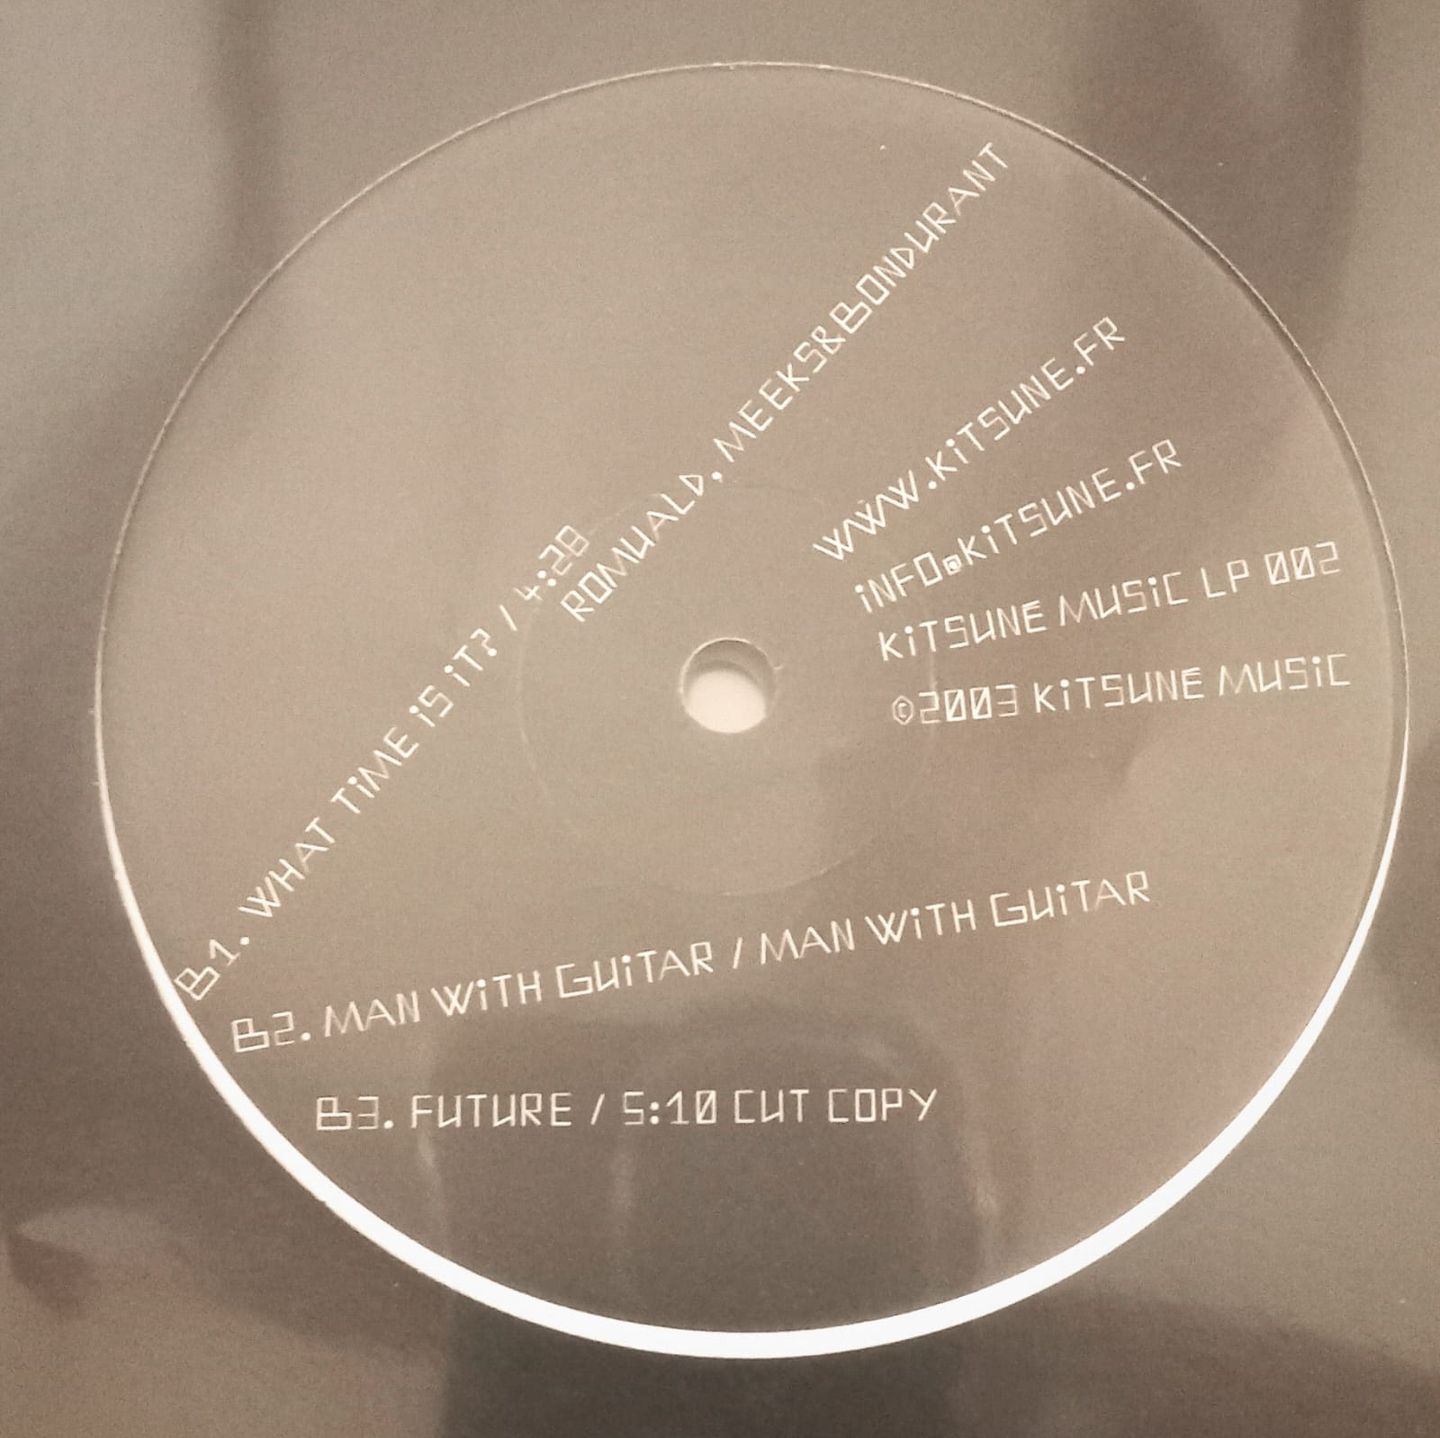 B1. WHAT TiME iS iT? / 4:28
ROMUALD, MEEKS&BONDURANT
WWW.KiTSUNE.FR
iNFO@KiTSUNE.FR
KiTSUNE MUSiC LP 002
©2003 KiTSUNE MUSiC
B2. MAN WiTH GUiTAR / MAN WiTH GUiTAR
B3. FUTURE / 5:10 CUT COPY